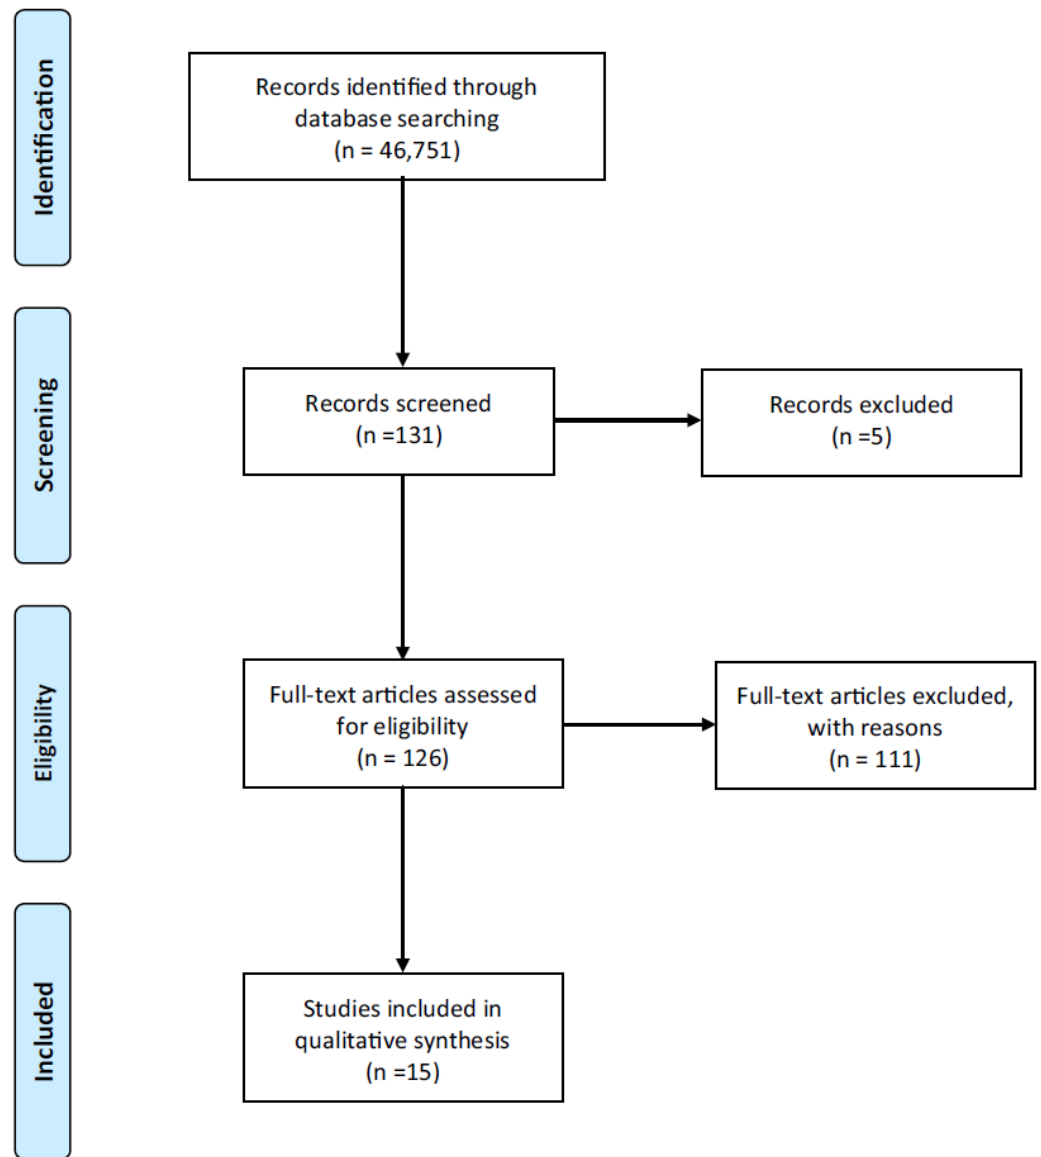 Identification
Records identified through
database searching
(n = 46,751)
Screening
Records screened
(n =131)
Records excluded
(n =5)
Eligibility
Full-text articles assessed
for eligibility
(n = 126)
Full-text articles excluded,
with reasons
(n = 111)
Included
Studies included in
qualitative synthesis
(n =15)